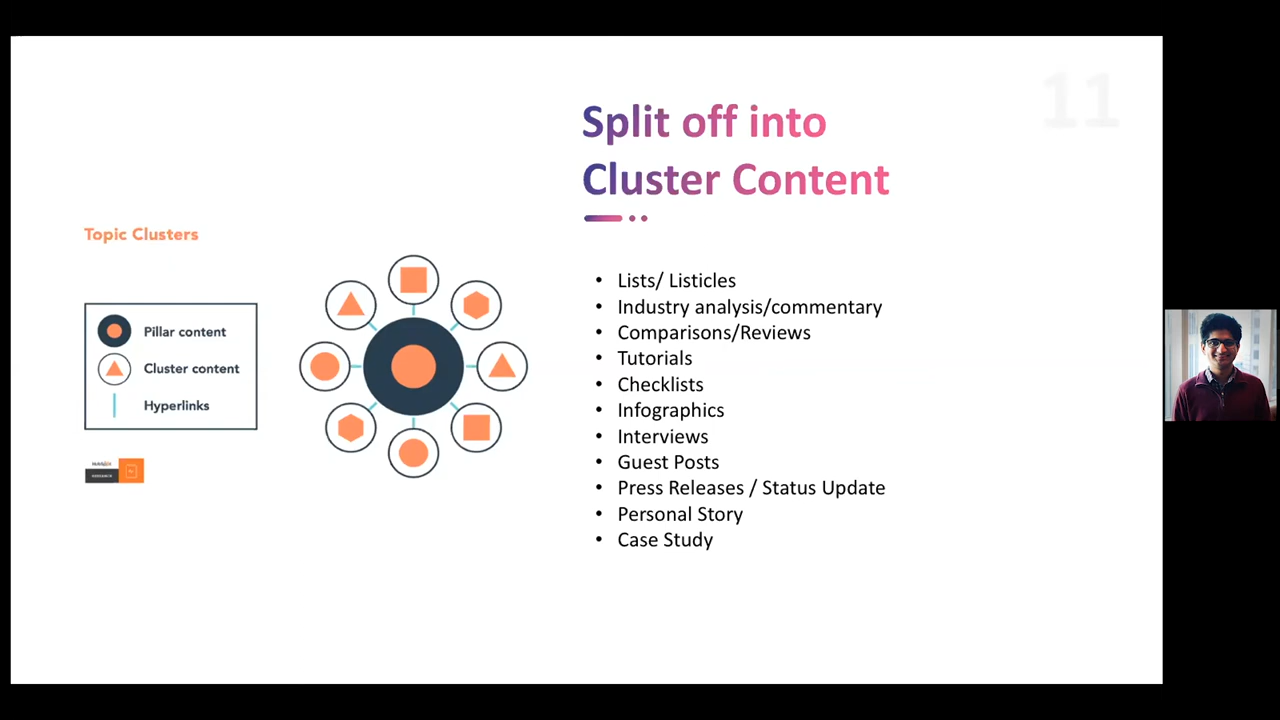 11
Split off into
Cluster Content
Topic Clusters
Pillar content
Cluster content
Hyperlinks
• Lists/ Listicles
• Industry analysis/commentary
• Comparisons/Reviews
• Tutorials
• Checklists
• Infographics
• Interviews
• Guest Posts
• Press Releases / Status Update
• Personal Story
• Case Study